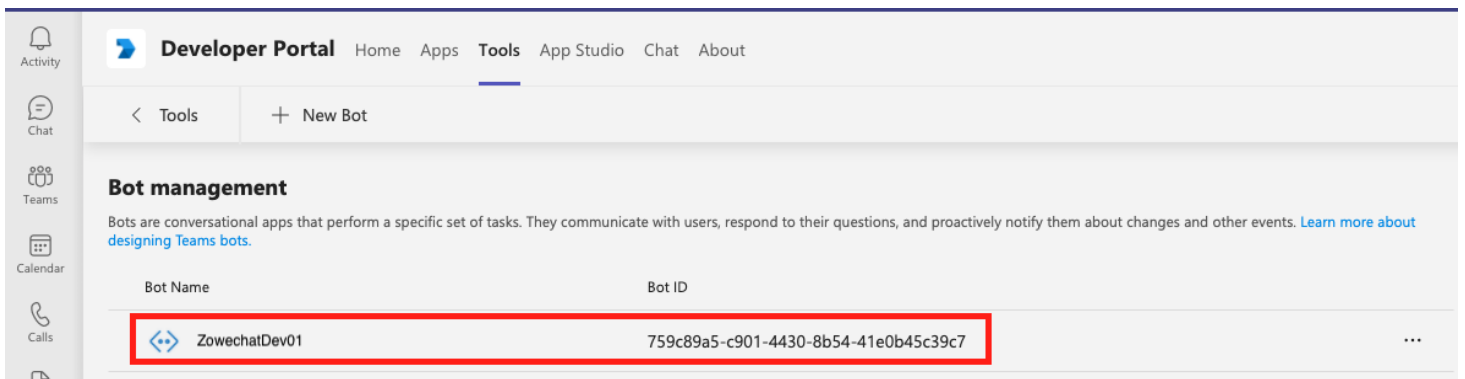 Activity
Chat
Teams
Calendar
Calls
Developer Portal Home Apps Tools App Studio Chat About
Tools + New Bot
Bot management
Bots are conversational apps that perform a specific set of tasks. They communicate with users, respond to their questions, and proactively notify them about changes and other events. Learn more about
designing Teams bots.
Bot Name Bot ID
ZowechatDev01 759c89a5-c901-4430-8b54-41e0b45c39c7 ...